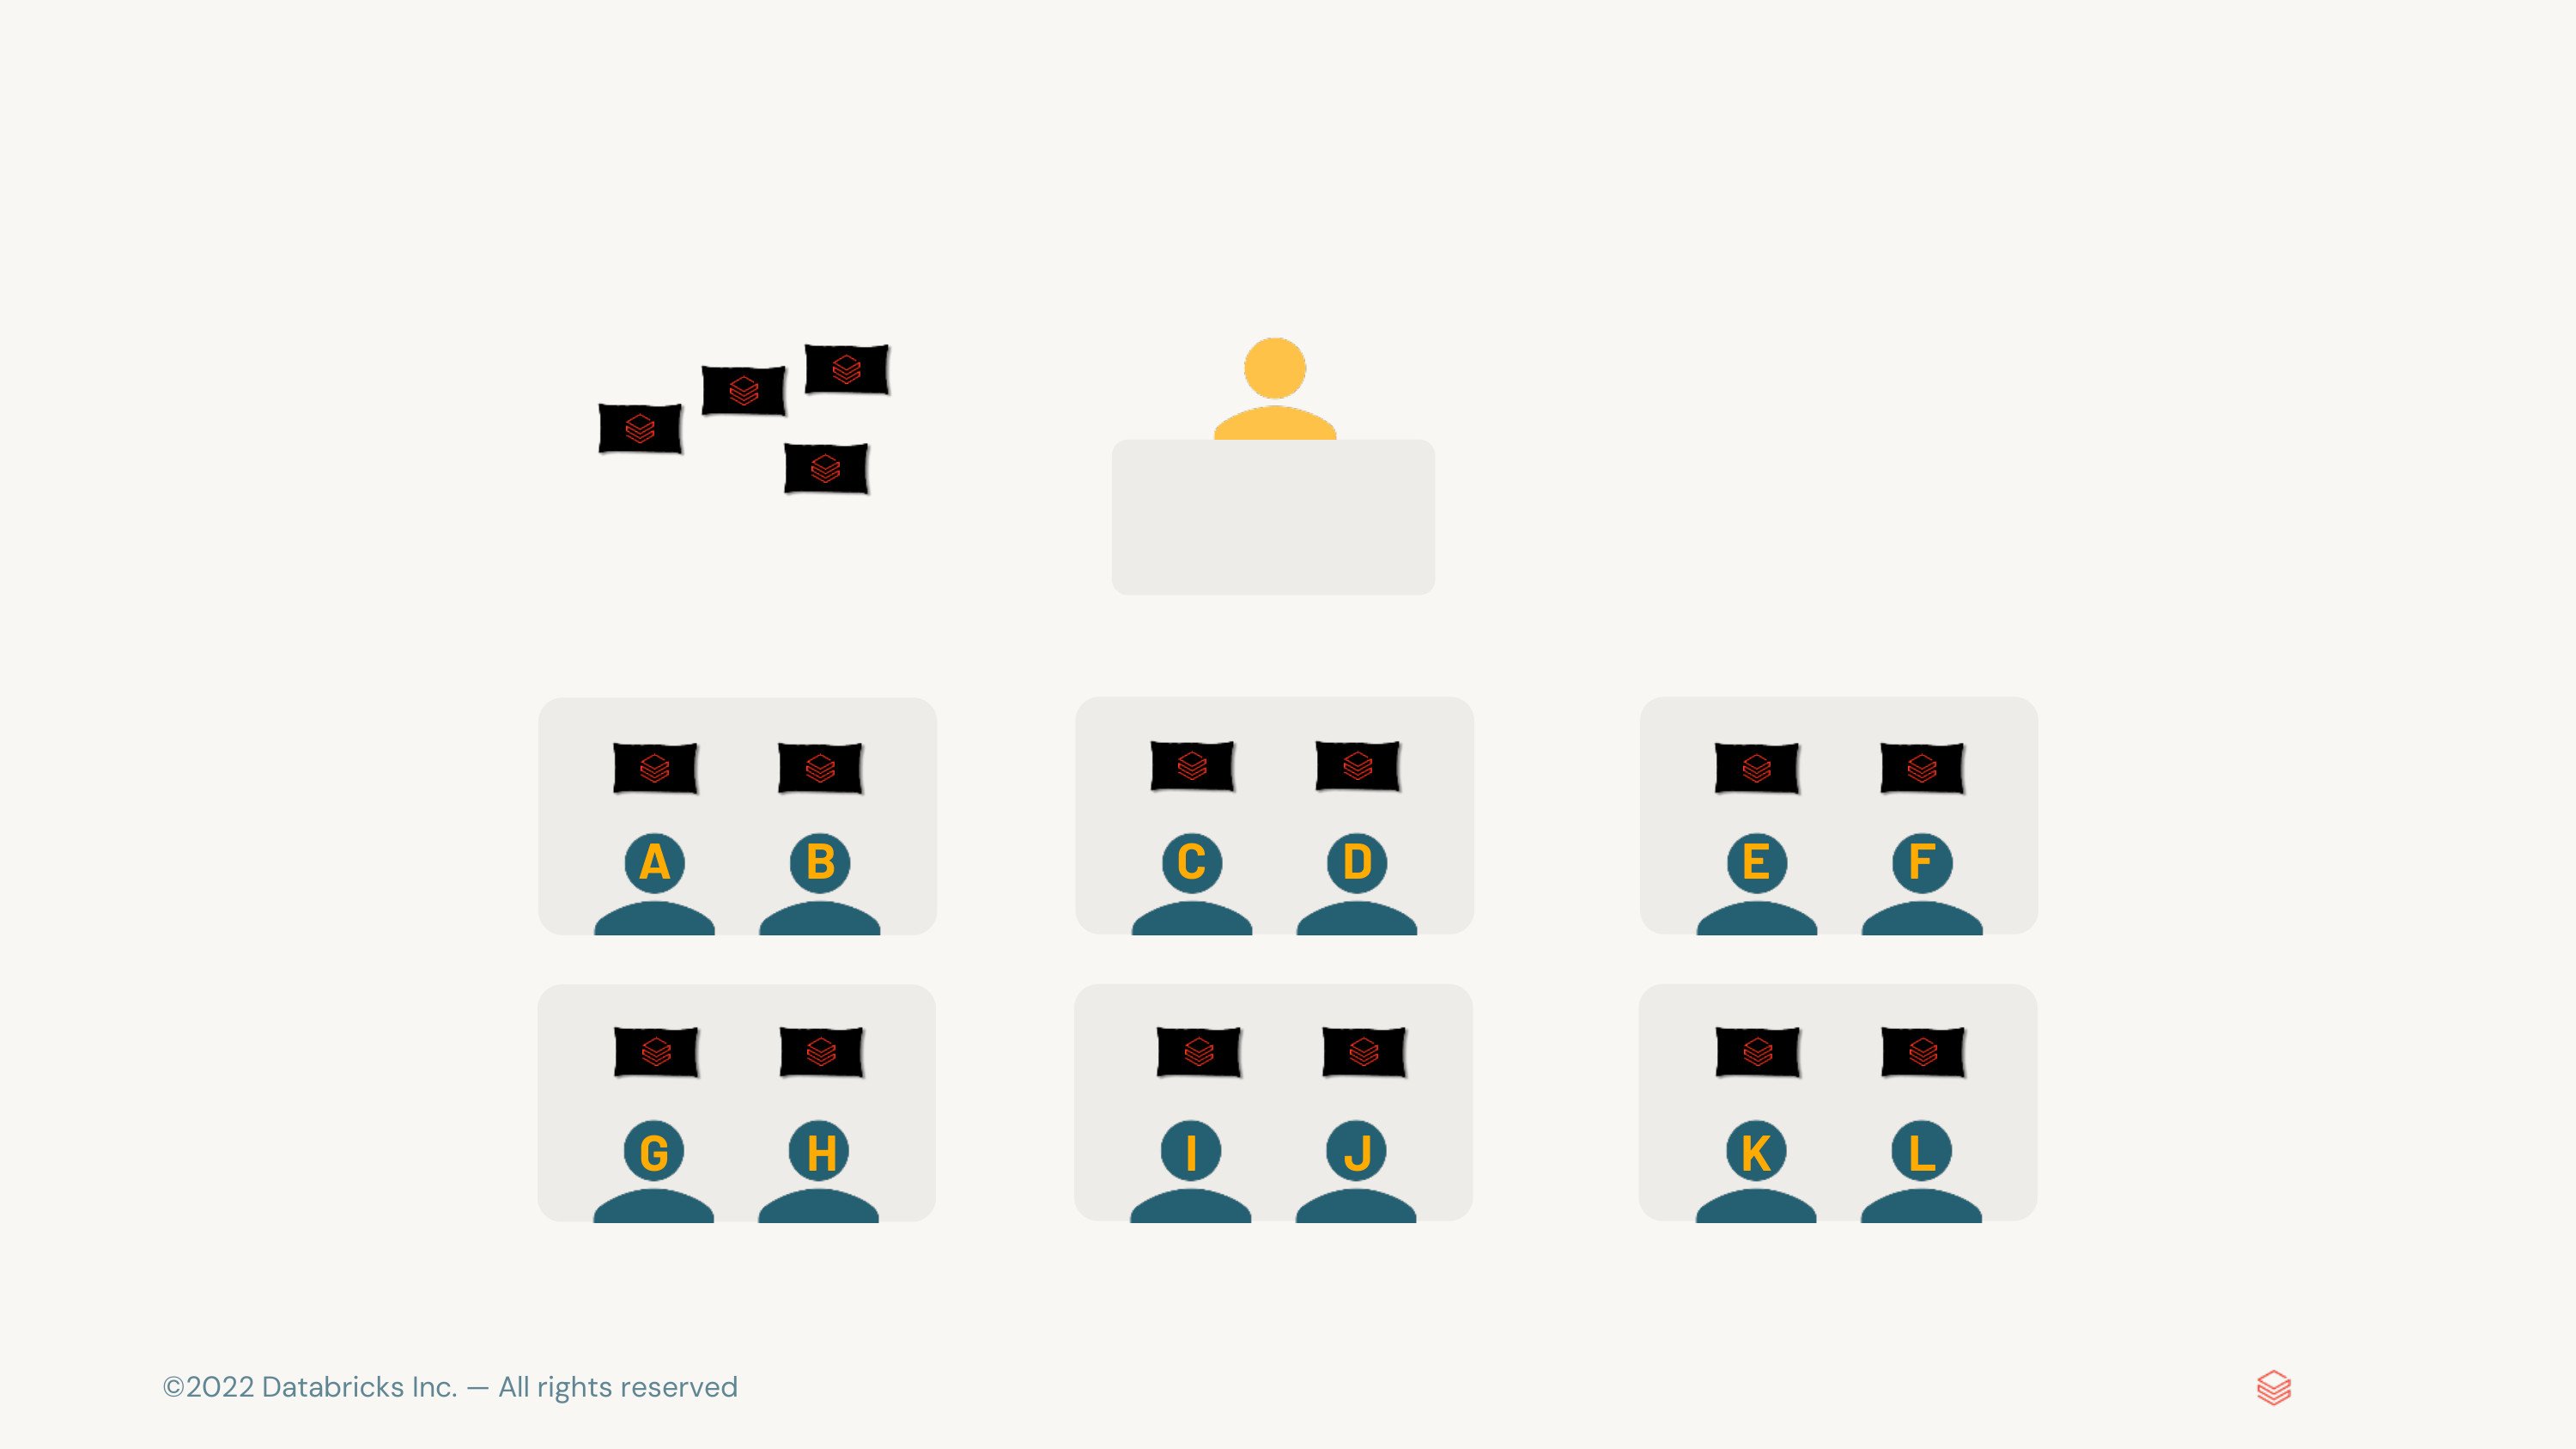 A B C D E F
G H I J K L
©2022 Databricks Inc. — All rights reserved